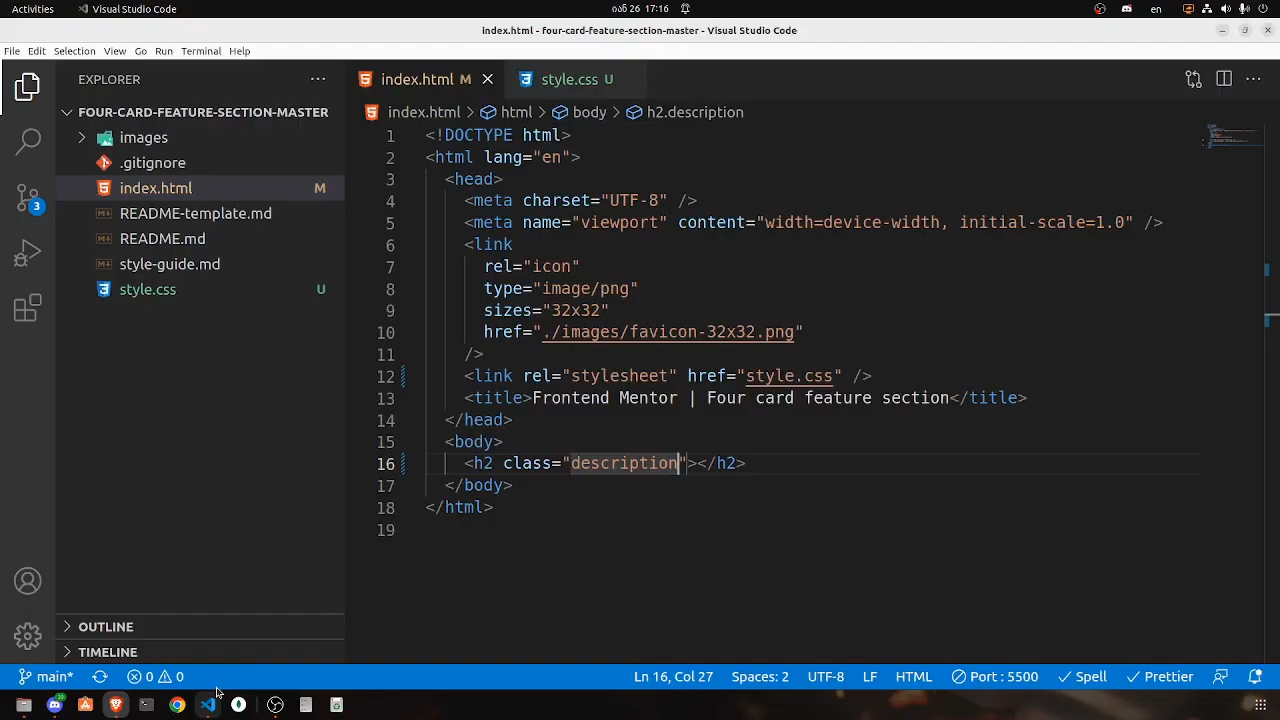 Activities
Visual Studio Code
იან 26 17:16
en
index.html - four-card-feature-section-master - Visual Studio Code
File Edit Selection View Go Run Terminal Help
EXPLORER
FOUR-CARD-FEATURE-SECTION-MASTER
images
.gitignore
index.html M
README-template.md
README.md
style-guide.md
style.css U
OUTLINE
TIMELINE
3
index.html M
style.css U
index.html > html > body > h2.description
1 <!DOCTYPE html>
2 <html lang="en">
3 <head>
4 <meta charset="UTF-8" />
5 <meta name="viewport" content="width=device-width, initial-scale=1.0" />
6 <link
7 rel="icon"
8 type="image/png"
9 sizes="32x32"
10 href="./images/favicon-32x32.png"
11 />
12 <link rel="stylesheet" href="style.css" />
13 <title>Frontend Mentor | Four card feature section</title>
14 </head>
15 <body>
16 <h2 class="description"></h2>
17 </body>
18 </html>
19
main* 0 0 Ln 16, Col 27 Spaces: 2 UTF-8 LF HTML Port : 5500 Spell Prettier